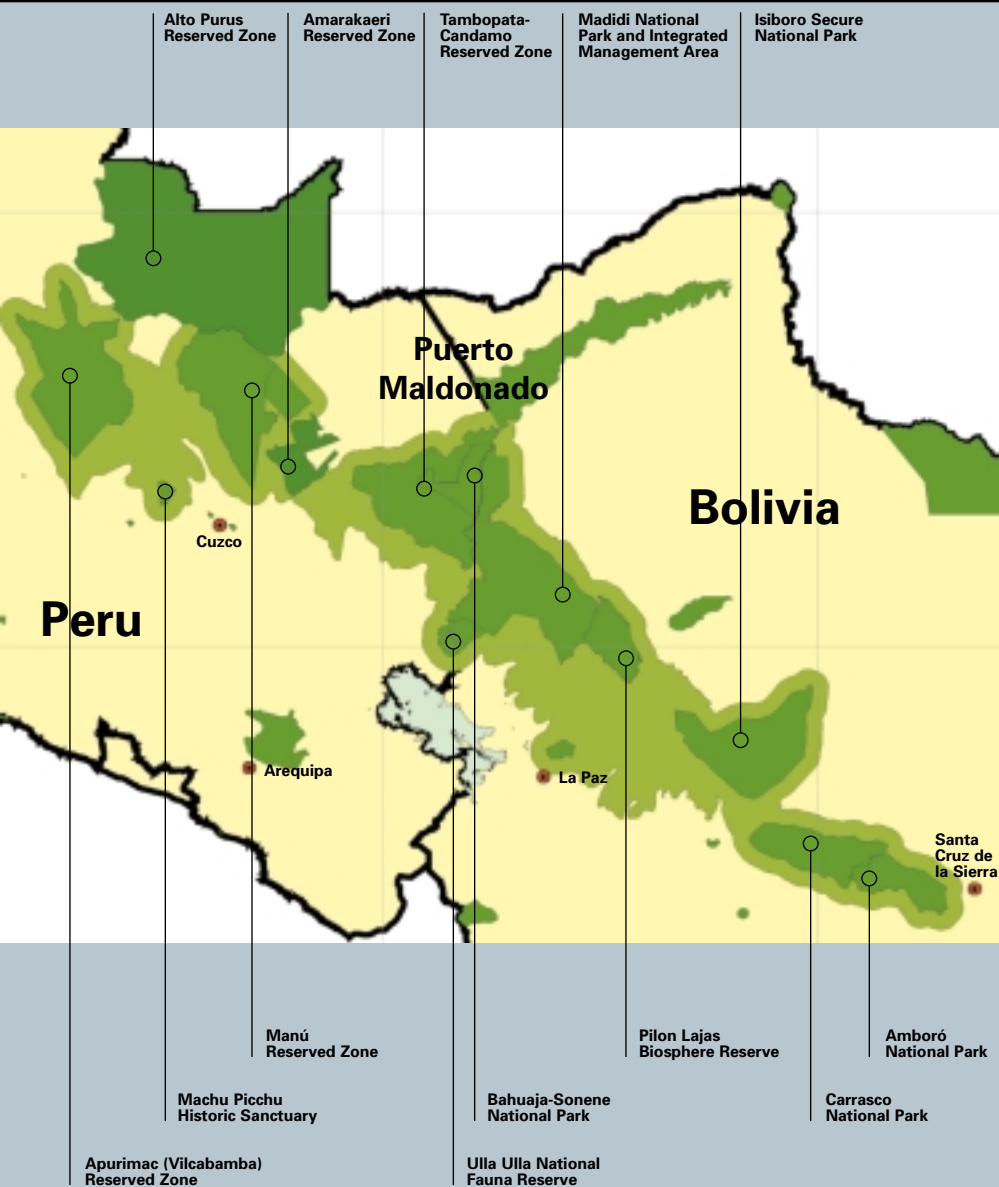 Alto Purus
Reserved Zone
Amarakaeri
Reserved Zone
Tambopata-
Candamo
Reserved Zone
Madidi National
Park and Integrated
Management Area
Isiboro Secure
National Park
Puerto
Maldonado
Bolivia
Cuzco
Peru
Arequipa
La Paz
Santa
Cruz de
la Sierra
Manú
Reserved Zone
Pilon Lajas
Biosphere Reserve
Amboró
National Park
Machu Picchu
Historic Sanctuary
Bahuaja-Sonene
National Park
Carrasco
National Park
Apurimac (Vilcabamba)
Reserved Zone
Ulla Ulla National
Fauna Reserve